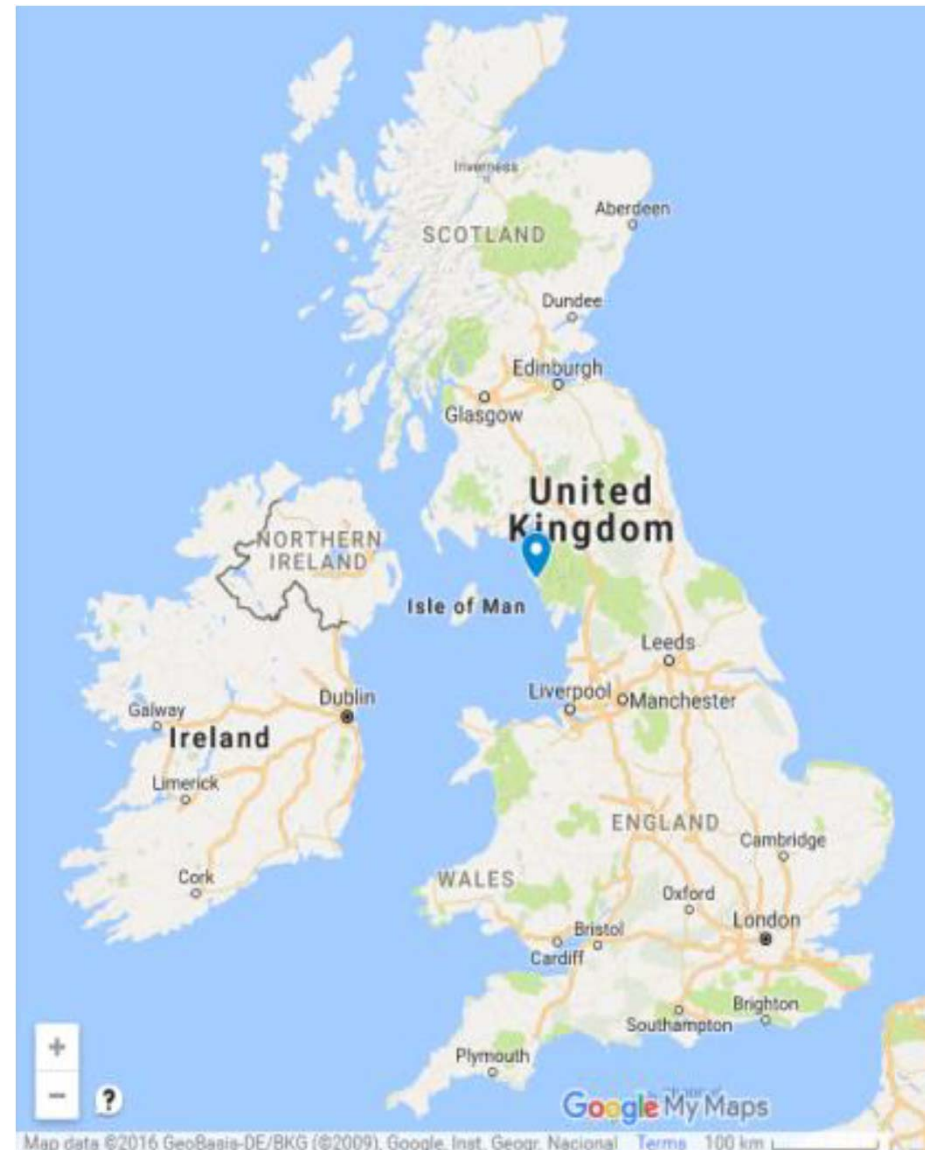 Inverness
Aberdeen
SCOTLAND
Dundee
Edinburgh
Glasgow
United
Kingdom
NORTHERN
IRELAND
Isle of Man
Leeds
Liverpool
Manchester
Dublin
Galway
Ireland
Limerick
ENGLAND
Cambridge
Cork
WALES
Oxford
London
Bristol
Cardiff
Brighton
Southampton
Plymouth
+
−
?
Google My Maps
Map data ©2016 GeoBasis-DE/BKG (©2009), Google, Inst. Geogr. Nacional Terms 100 km